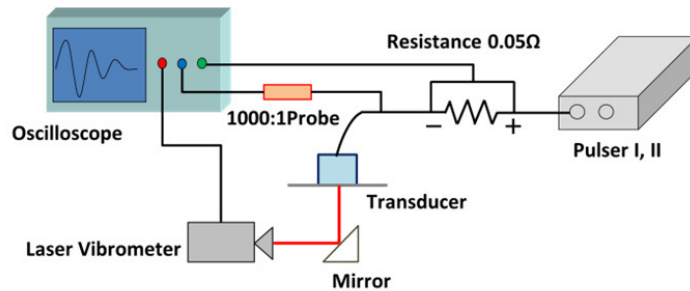 Resistance 0.05Ω
Oscilloscope
1000:1Probe
− +
Pulser I, II
Transducer
Laser Vibrometer
Mirror